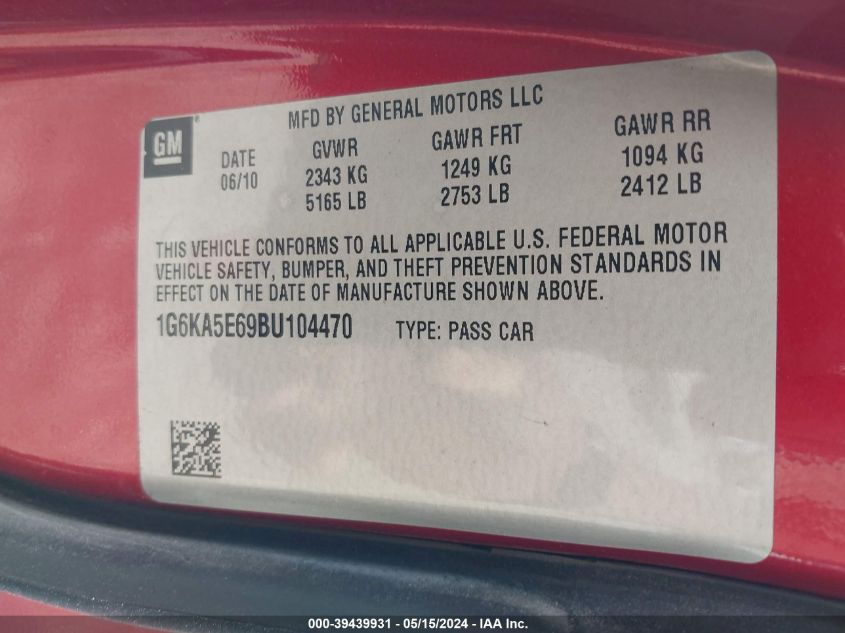 GM®
MFD BY GENERAL MOTORS LLC
DATE GVWR GAWR FRT GAWR RR
06/10 2343 KG 1249 KG 1094 KG
5165 LB 2753 LB 2412 LB
THIS VEHICLE CONFORMS TO ALL APPLICABLE U.S. FEDERAL MOTOR
VEHICLE SAFETY, BUMPER, AND THEFT PREVENTION STANDARDS IN
EFFECT ON THE DATE OF MANUFACTURE SHOWN ABOVE.
1G6KA5E69BU104470 TYPE: PASS CAR
000-39439931 - 05/15/2024 - IAA Inc.